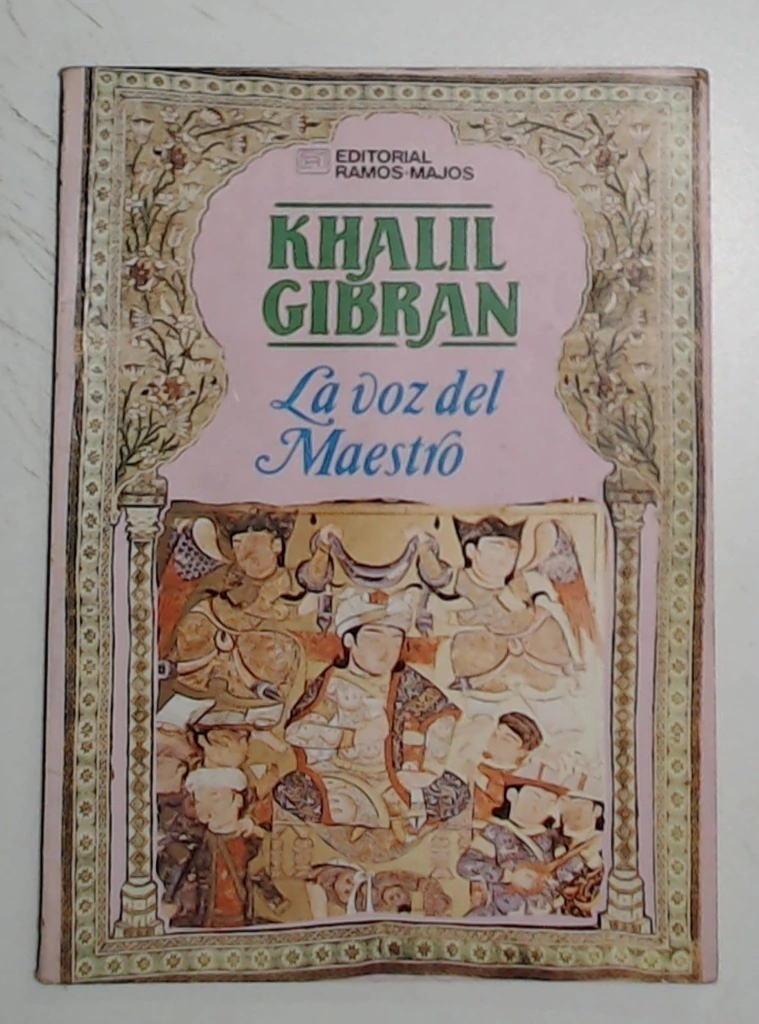 EDITORIAL
RAMOS·MAJOS
KHALIL
GIBRAN
La voz del
Maestro